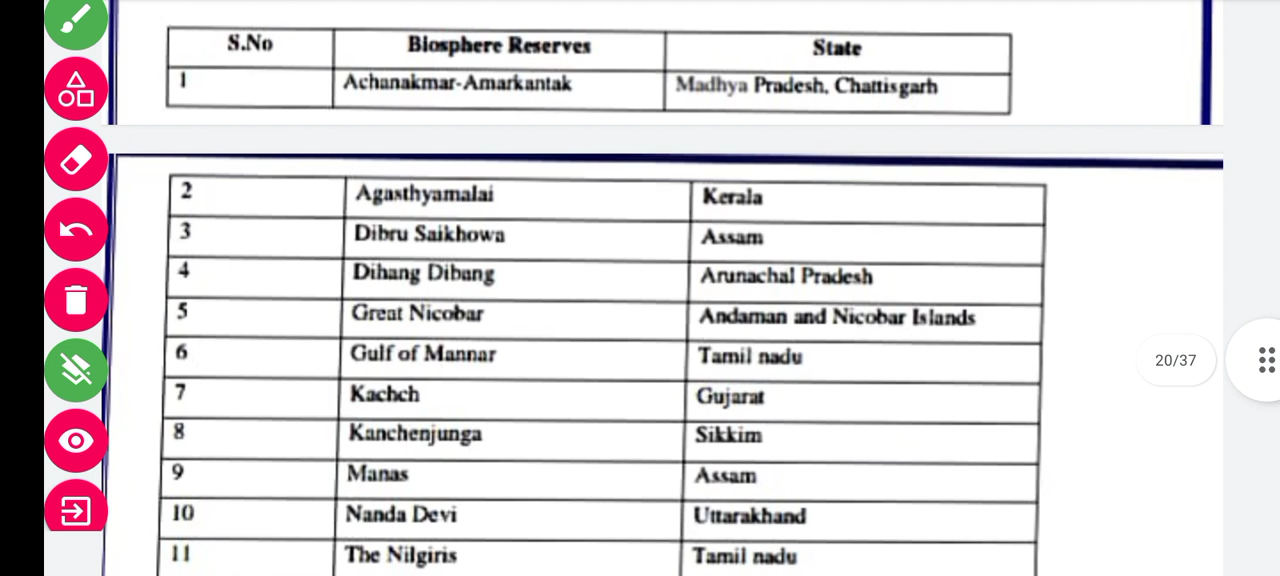 S.No Biosphere Reserves State
1 Achanakmar-Amarkantak Madhya Pradesh, Chattisgarh
2 Agasthyamalai Kerala
3 Dibru Saikhowa Assam
4 Dihang Dibang Arunachal Pradesh
5 Great Nicobar Andaman and Nicobar Islands
6 Gulf of Mannar Tamil nadu
7 Kachch Gujarat
8 Kanchenjunga Sikkim
9 Manas Assam
10 Nanda Devi Uttarakhand
11 The Nilgiris Tamil nadu
20/37